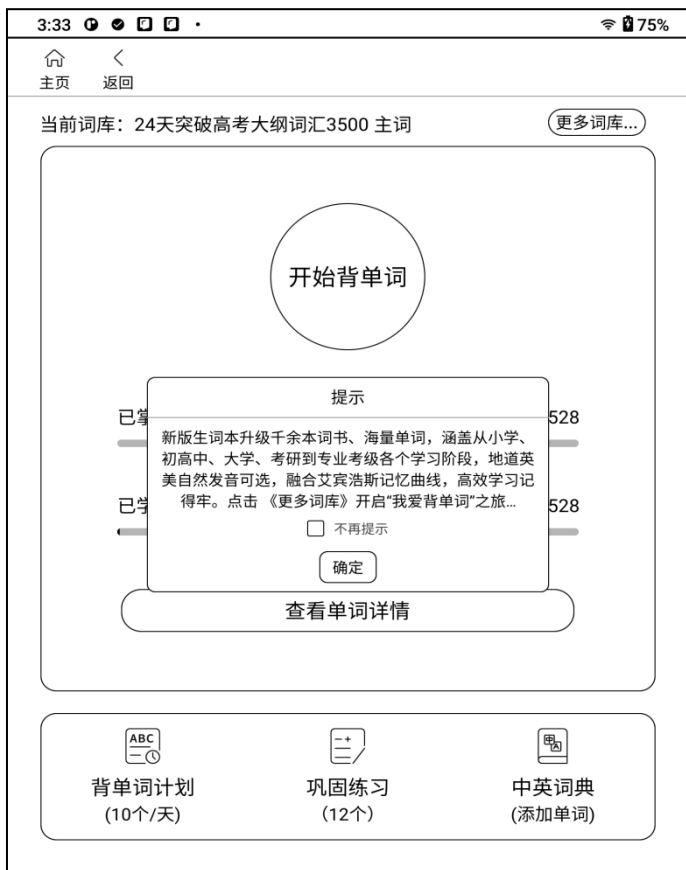 3:33
75%
主页
返回
当前词库：24天突破高考大纲词汇3500 主词
更多词库...
开始背单词
提示
已掌
528
新版生词本升级千余本词书、海量单词，涵盖从小学、
初高中、大学、考研到专业考级各个学习阶段，地道英
美自然发音可选，融合艾宾浩斯记忆曲线，高效学习记
得牢。点击 《更多词库》开启“我爱背单词”之旅...
已学
528
不再提示
确定
查看单词详情
ABC
背单词计划
(10个/天)
巩固练习
（12个）
中 A
中英词典
(添加单词)